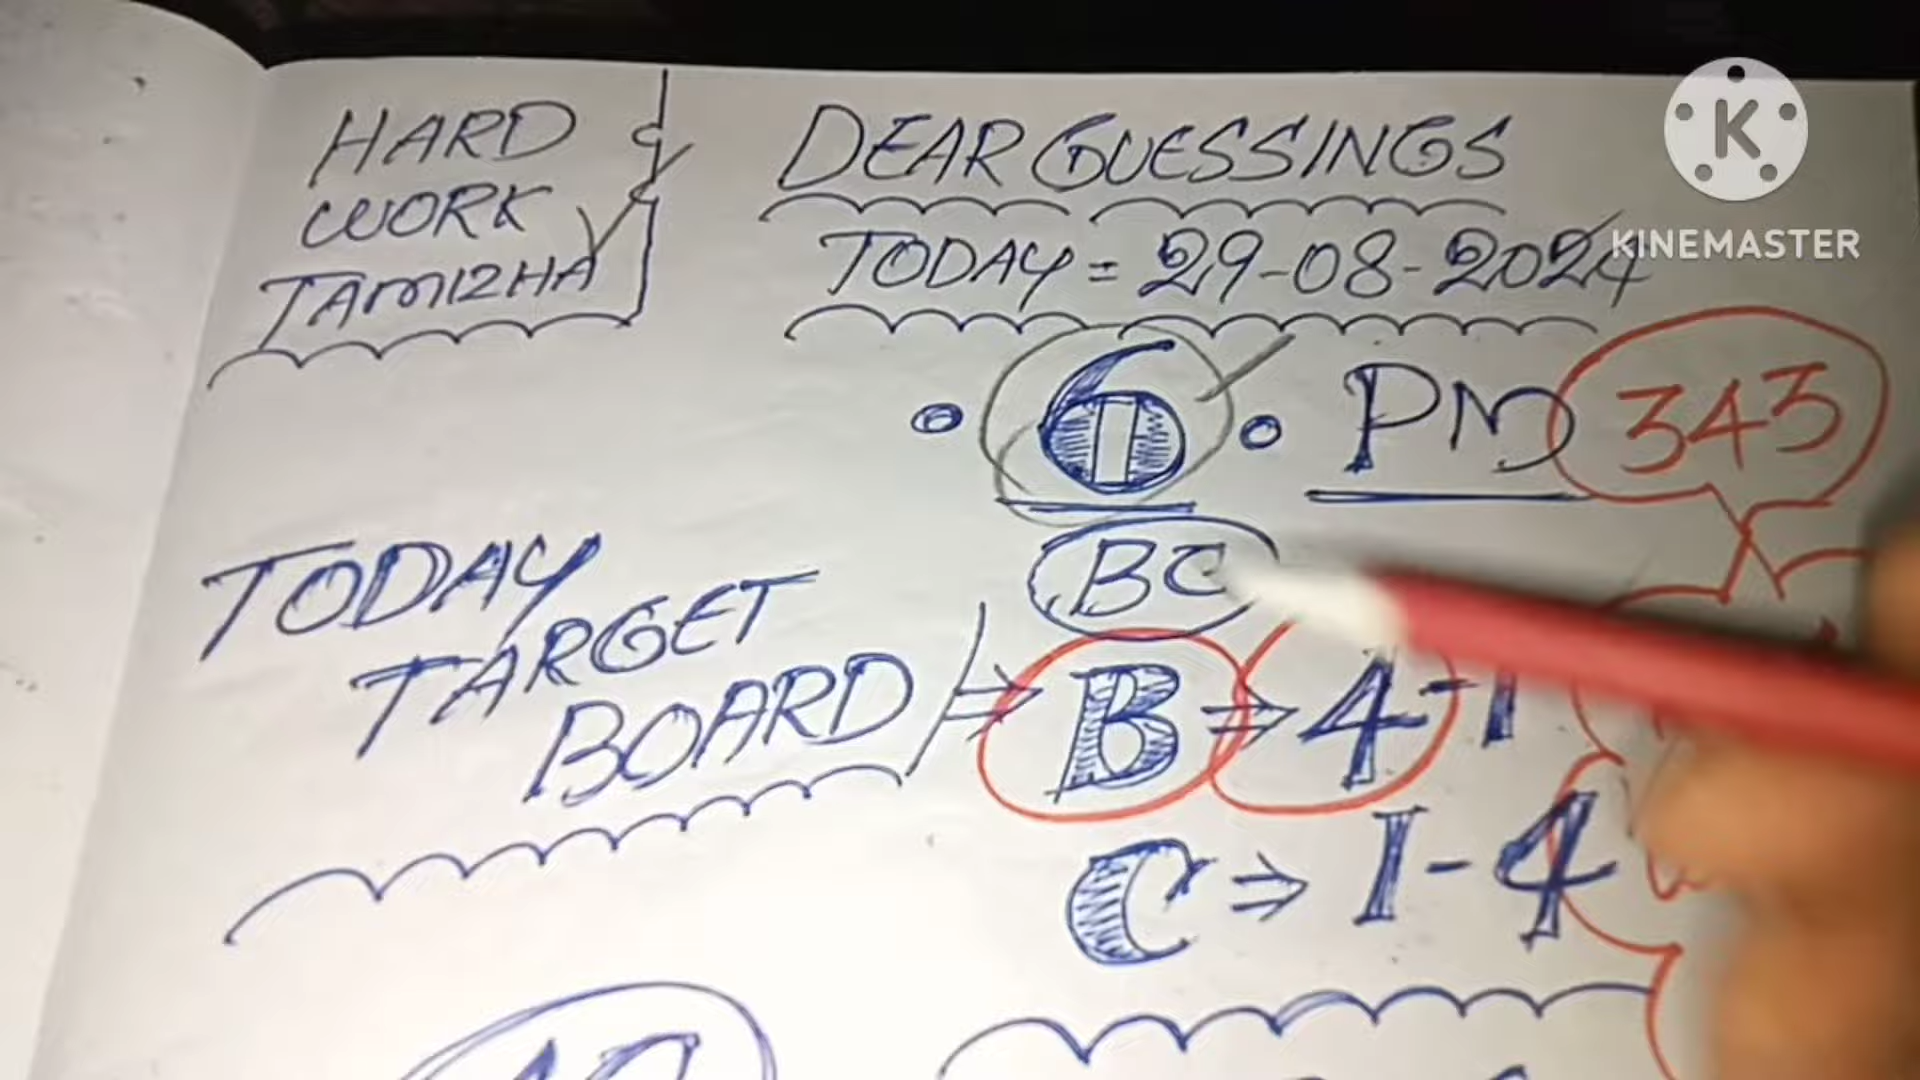 HARD
WORK
TAMIZHA
DEAR GUESSINGS
TODAY = 29-08-2024
KINEMASTER
6 PM
343
BC
TODAY
TARGET
BOARD
B ⇒ 4-1
C ⇒ 1-4